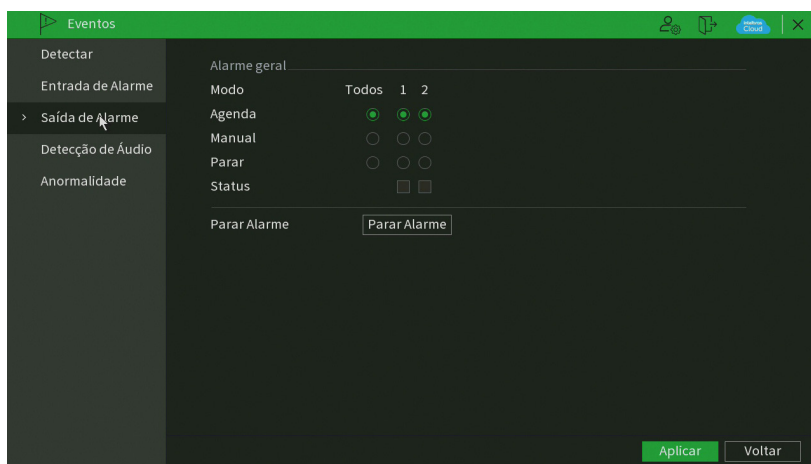 Eventos
intelbras
Cloud
Detectar
Entrada de Alarme
> Saída de Alarme
Detecção de Áudio
Anormalidade
Alarme geral
Modo Todos 1 2
Agenda
Manual
Parar
Status
Parar Alarme Parar Alarme
Aplicar Voltar